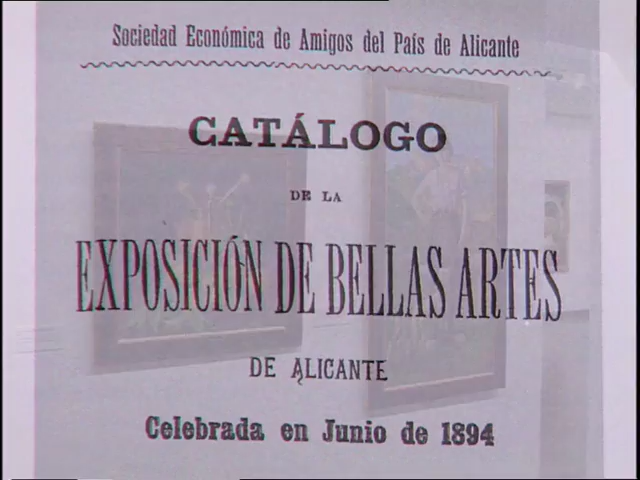 Sociedad Económica de Amigos del País de Alicante
CATÁLOGO
DE LA
EXPOSICIÓN DE BELLAS ARTES
DE ALICANTE
Celebrada en Junio de 1894